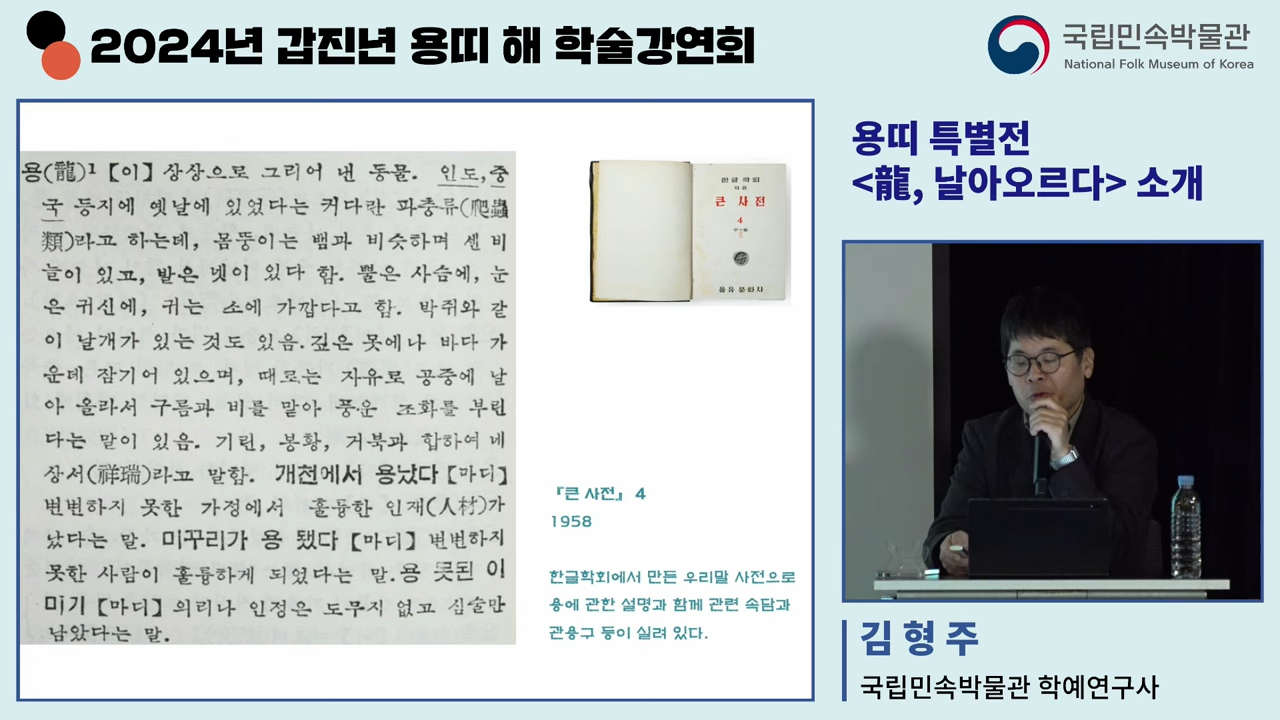 2024년 갑진년 용띠 해 학술강연회
국립민속박물관
National Folk Museum of Korea
용(龍)¹【이】상상으로 그리어 낸 동물. 인도,중
국 등지에 옛날에 있었다는 커다란 파충류(爬蟲
類)라고 하는데, 몸뚱이는 뱀과 비슷하며 센 비
늘이 있고, 발은 넷이 있다 함. 뿔은 사슴에, 눈
은 귀신에, 귀는 소에 가깝다고 함. 박쥐와 같
이 날개가 있는 것도 있음. 깊은 못에나 바다 가
운데 잠기어 있으며, 때로는 자유로 공중에 날
아 올라서 구름과 비를 맡아 풍운 조화를 부린
다는 말이 있음. 기린, 봉황, 거북과 합하여 네
상서(祥瑞)라고 말함. 개천에서 용났다【마디】
변변하지 못한 가정에서 훌륭한 인재(人材)가
났다는 말. 미꾸리가 용 됐다【마디】변변하지
못한 사람이 훌륭하게 되었다는 말. 용 못된 이
미기【마디】의리나 인정은 도무지 없고 심술만
남았다는 말.
한글학회
지음
큰 사전
4
을유문화사
『큰 사전』 4
1958
한글학회에서 만든 우리말 사전으로
용에 관한 설명과 함께 관련 속담과
관용구 등이 실려 있다.
용띠 특별전
<龍, 날아오르다> 소개
김형주
국립민속박물관 학예연구사